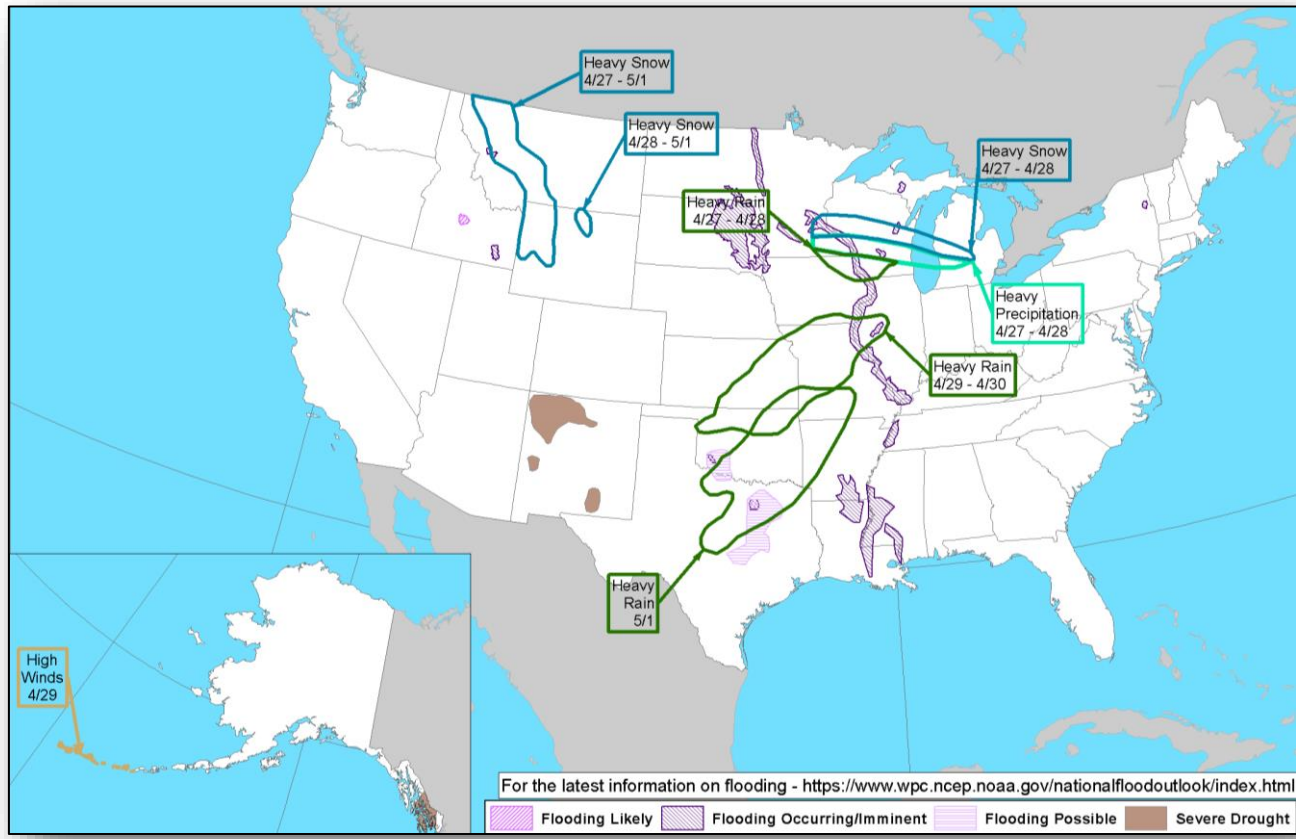 Heavy Snow
4/27 - 5/1
Heavy Snow
4/28 - 5/1
Heavy Snow
4/27 - 4/28
Heavy Rain
4/27 - 4/28
Heavy
Precipitation
4/27 - 4/28
Heavy Rain
4/29 - 4/30
Heavy
Rain
5/1
High
Winds
4/29
For the latest information on flooding - https://www.wpc.ncep.noaa.gov/nationalfloodoutlook/index.html
Flooding Likely Flooding Occurring/Imminent Flooding Possible Severe Drought